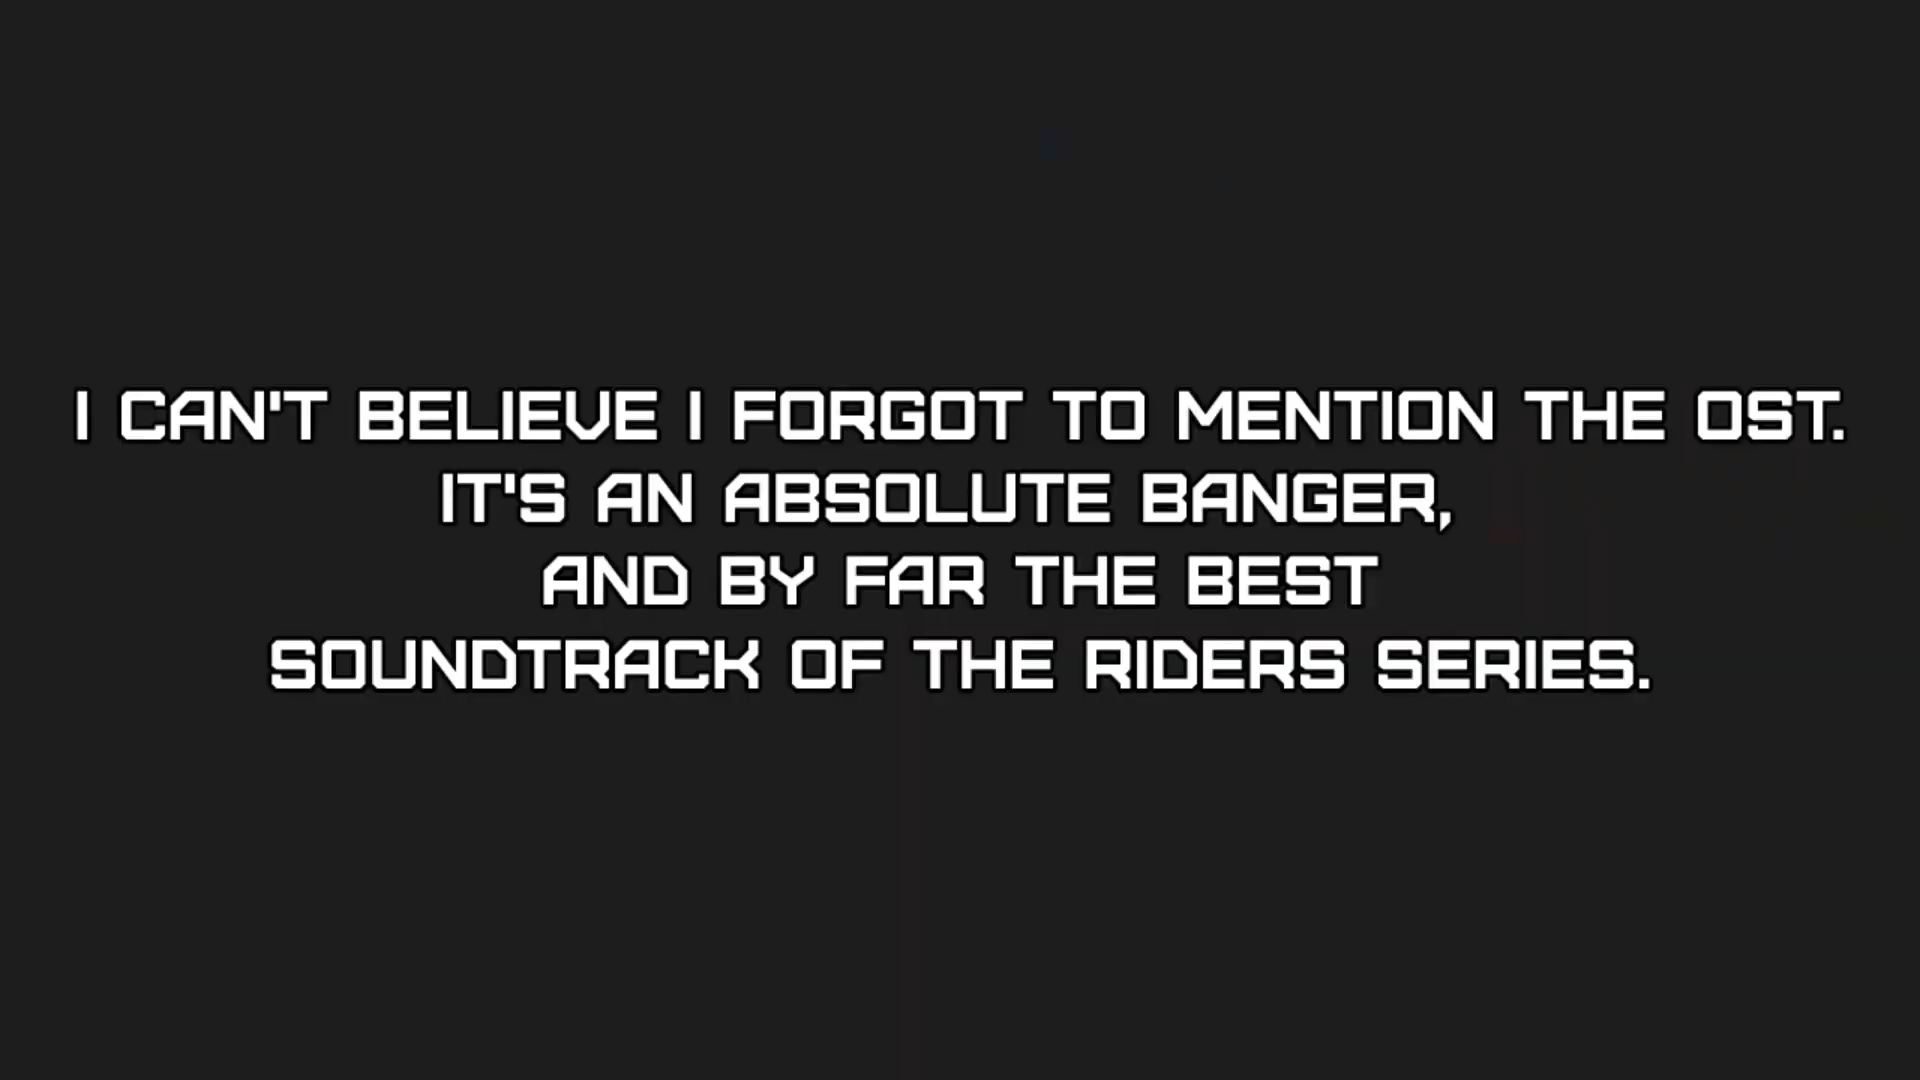 I CAN'T BELIEVE I FORGOT TO MENTION THE OST.
IT'S AN ABSOLUTE BANGER,
AND BY FAR THE BEST
SOUNDTRACK OF THE RIDERS SERIES.